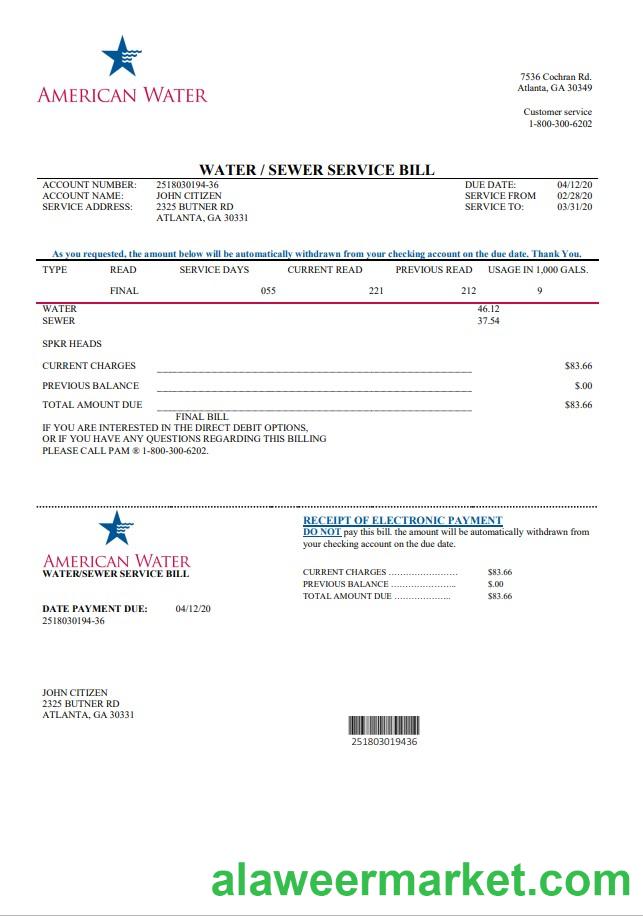 AMERICAN WATER
7536 Cochran Rd.
Atlanta, GA 30349
Customer service
1-800-300-6202
WATER / SEWER SERVICE BILL
ACCOUNT NUMBER: 2518030194-36 DUE DATE: 04/12/20
ACCOUNT NAME: JOHN CITIZEN SERVICE FROM 02/28/20
SERVICE ADDRESS: 2325 BUTNER RD SERVICE TO: 03/31/20
ATLANTA, GA 30331
As you requested, the amount below will be automatically withdrawn from your checking account on the due date. Thank You.
TYPE READ SERVICE DAYS CURRENT READ PREVIOUS READ USAGE IN 1,000 GALS.
FINAL 055 221 212 9
WATER 46.12
SEWER 37.54
SPKR HEADS
CURRENT CHARGES $83.66
PREVIOUS BALANCE $.00
TOTAL AMOUNT DUE $83.66
FINAL BILL
IF YOU ARE INTERESTED IN THE DIRECT DEBIT OPTIONS,
OR IF YOU HAVE ANY QUESTIONS REGARDING THIS BILLING
PLEASE CALL PAM ® 1-800-300-6202.
AMERICAN WATER
WATER/SEWER SERVICE BILL
DATE PAYMENT DUE: 04/12/20
2518030194-36
RECEIPT OF ELECTRONIC PAYMENT
DO NOT pay this bill. the amount will be automatically withdrawn from
your checking account on the due date.
CURRENT CHARGES ........................ $83.66
PREVIOUS BALANCE ...................... $.00
TOTAL AMOUNT DUE .................... $83.66
JOHN CITIZEN
2325 BUTNER RD
ATLANTA, GA 30331
251803019436
alaweermarket.com